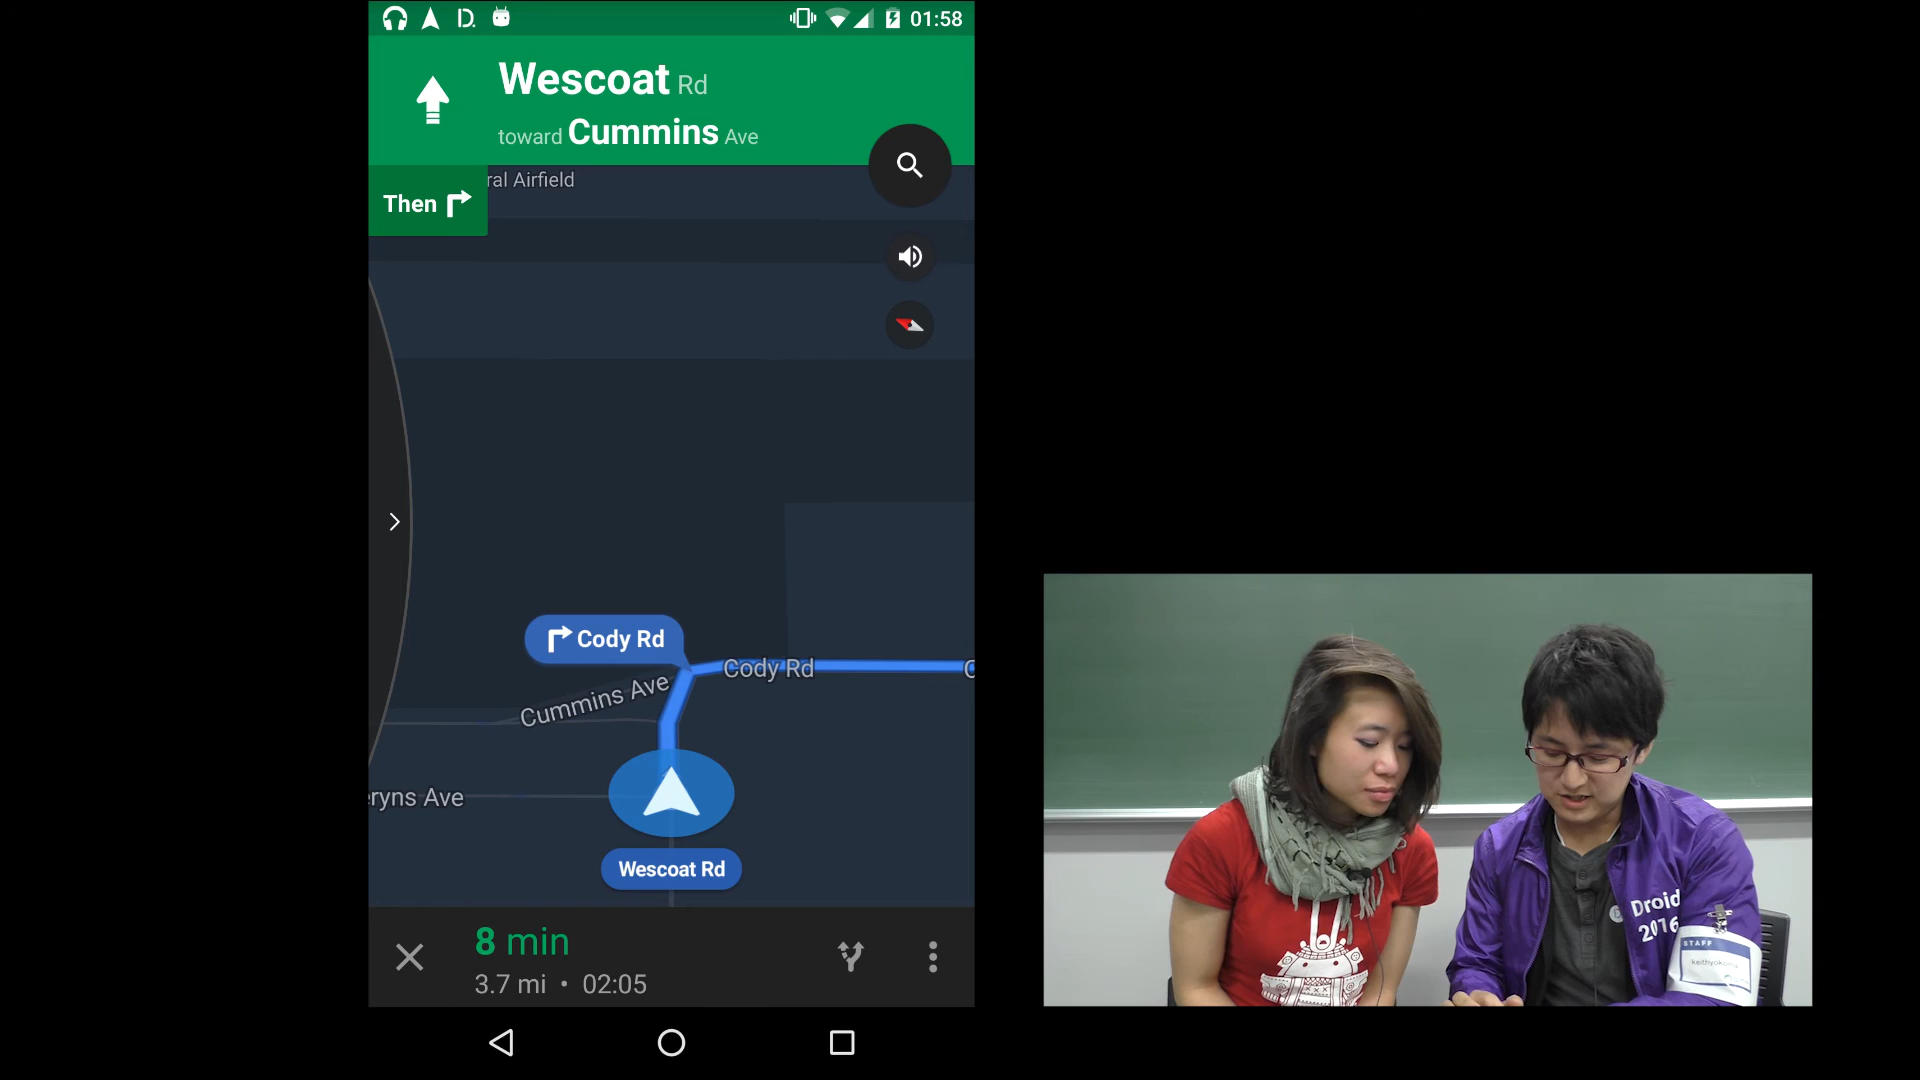 D.
01:58
Wescoat Rd
toward Cummins Ave
Then
ral Airfield
Cody Rd
Cody Rd
C
Cummins Ave
eryns Ave
Wescoat Rd
8 min
3.7 mi • 02:05
Droid
2016
STAFF